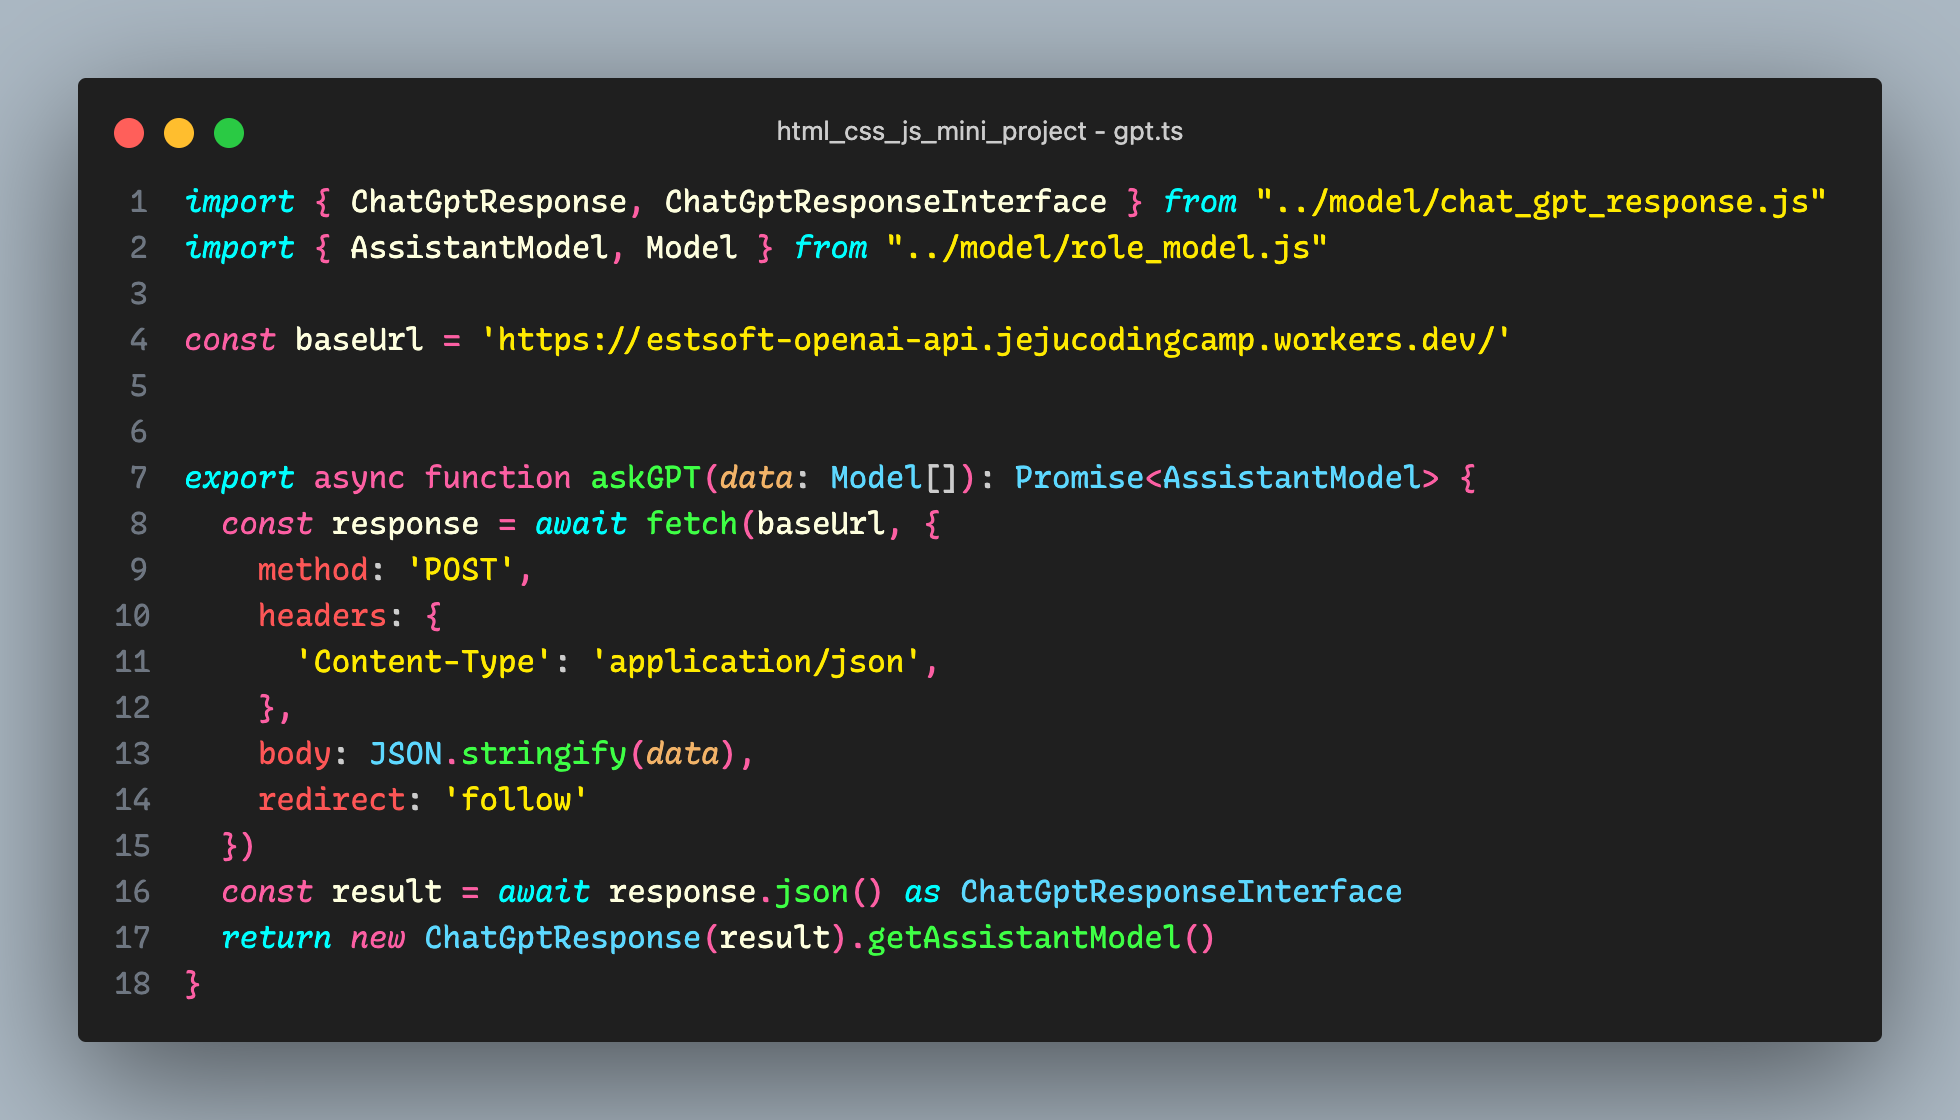 html_css_js_mini_project - gpt.ts
1 import { ChatGptResponse, ChatGptResponseInterface } from "../model/chat_gpt_response.js"
2 import { AssistantModel, Model } from "../model/role_model.js"
3
4 const baseUrl = 'https://estsoft-openai-api.jejucodingcamp.workers.dev/'
5
6
7 export async function askGPT(data: Model[]): Promise<AssistantModel> {
8   const response = await fetch(baseUrl, {
9     method: 'POST',
10     headers: {
11       'Content-Type': 'application/json',
12     },
13     body: JSON.stringify(data),
14     redirect: 'follow'
15   })
16   const result = await response.json() as ChatGptResponseInterface
17   return new ChatGptResponse(result).getAssistantModel()
18 }